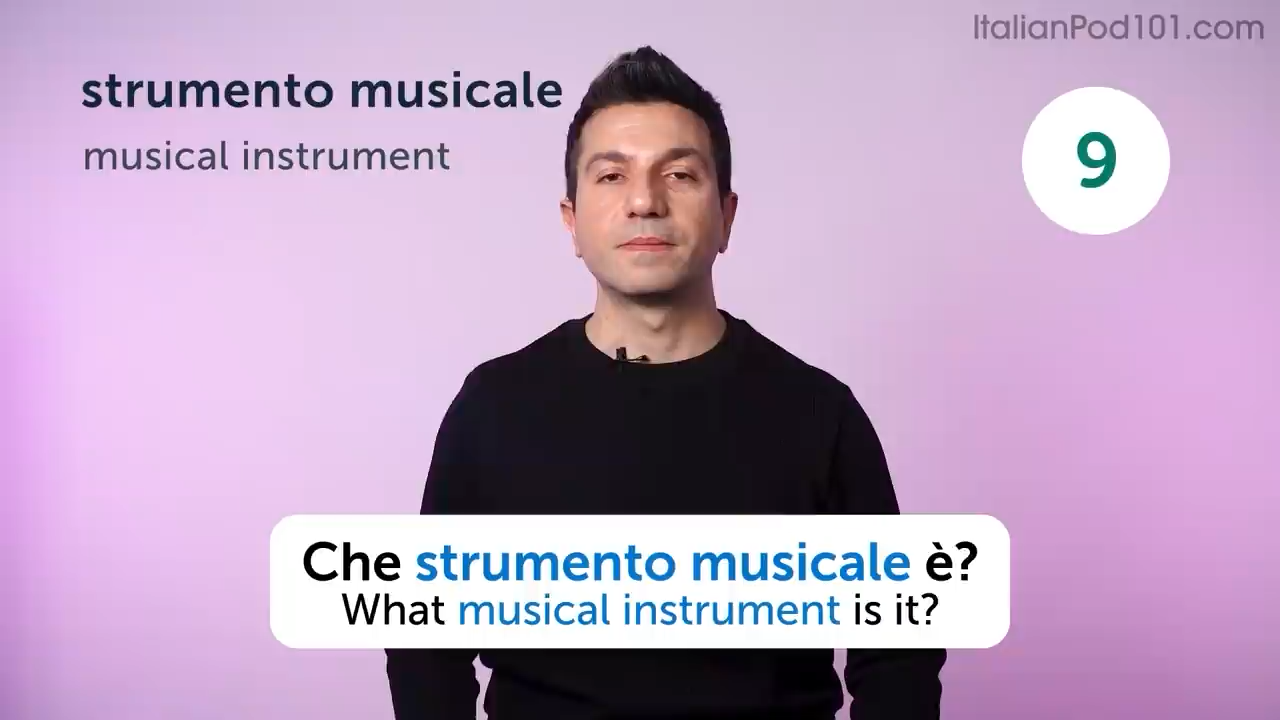 ItalianPod101.com
strumento musicale
musical instrument
9
Che strumento musicale è?
What musical instrument is it?